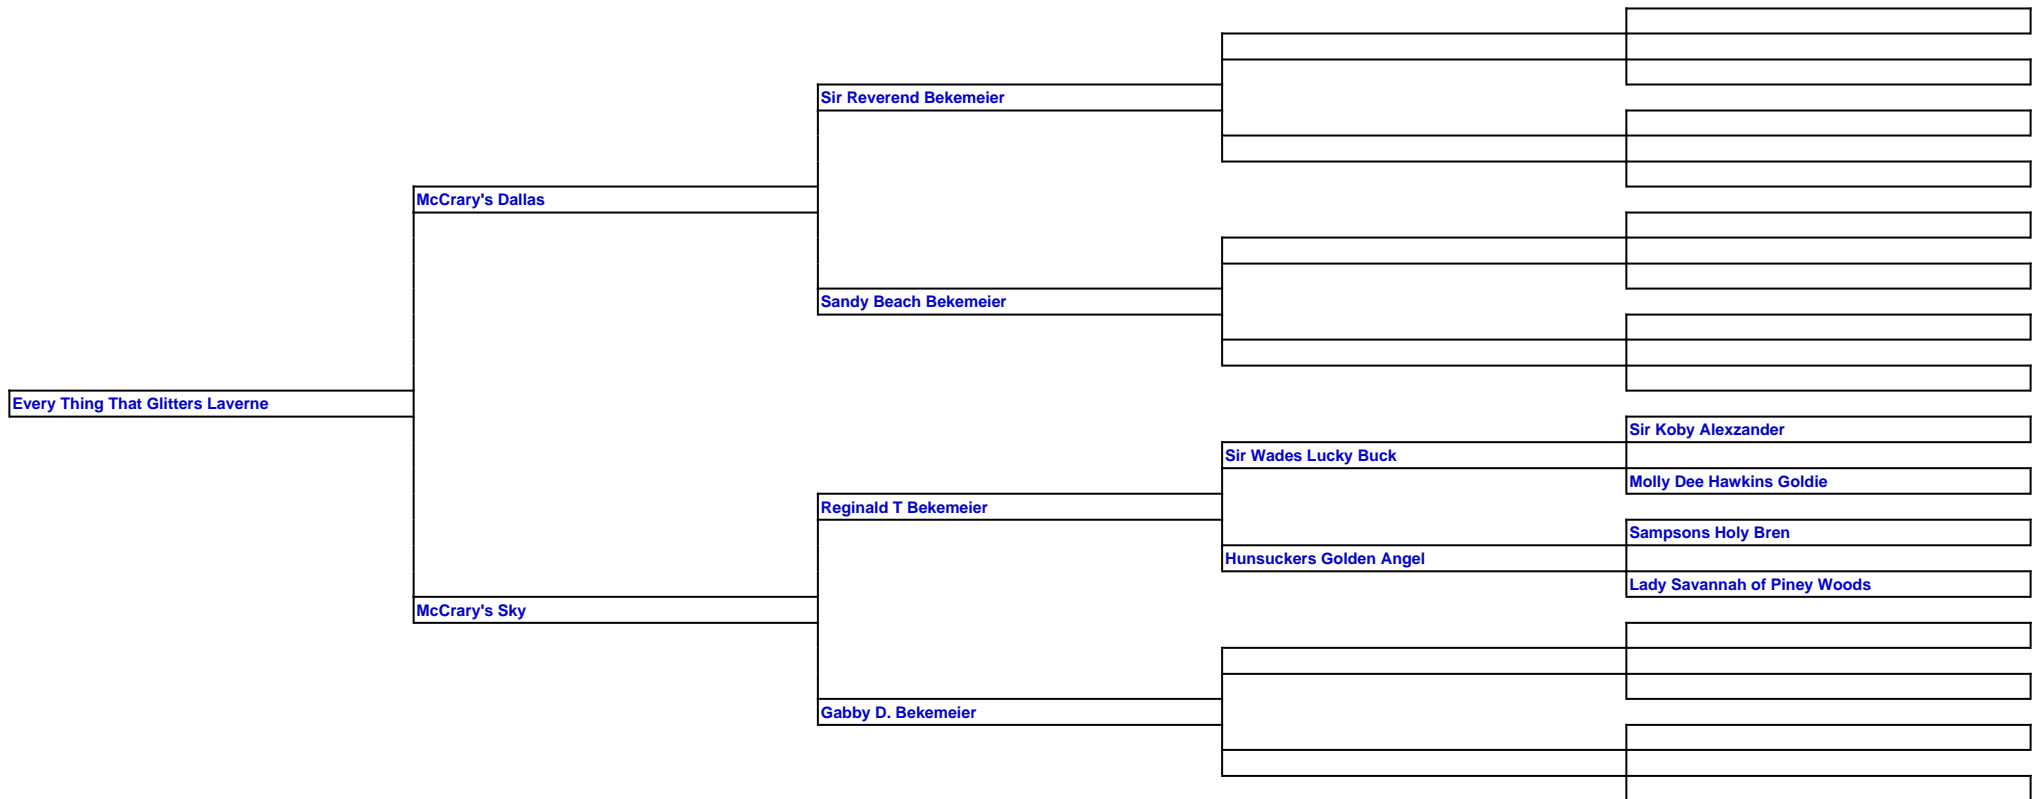 Sir Reverend Bekemeier
McCrary's Dallas
Sandy Beach Bekemeier
Every Thing That Glitters Laverne
Sir Koby Alexzander
Sir Wades Lucky Buck
Molly Dee Hawkins Goldie
Reginald T Bekemeier
Sampsons Holy Bren
Hunsuckers Golden Angel
Lady Savannah of Piney Woods
McCrary's Sky
Gabby D. Bekemeier